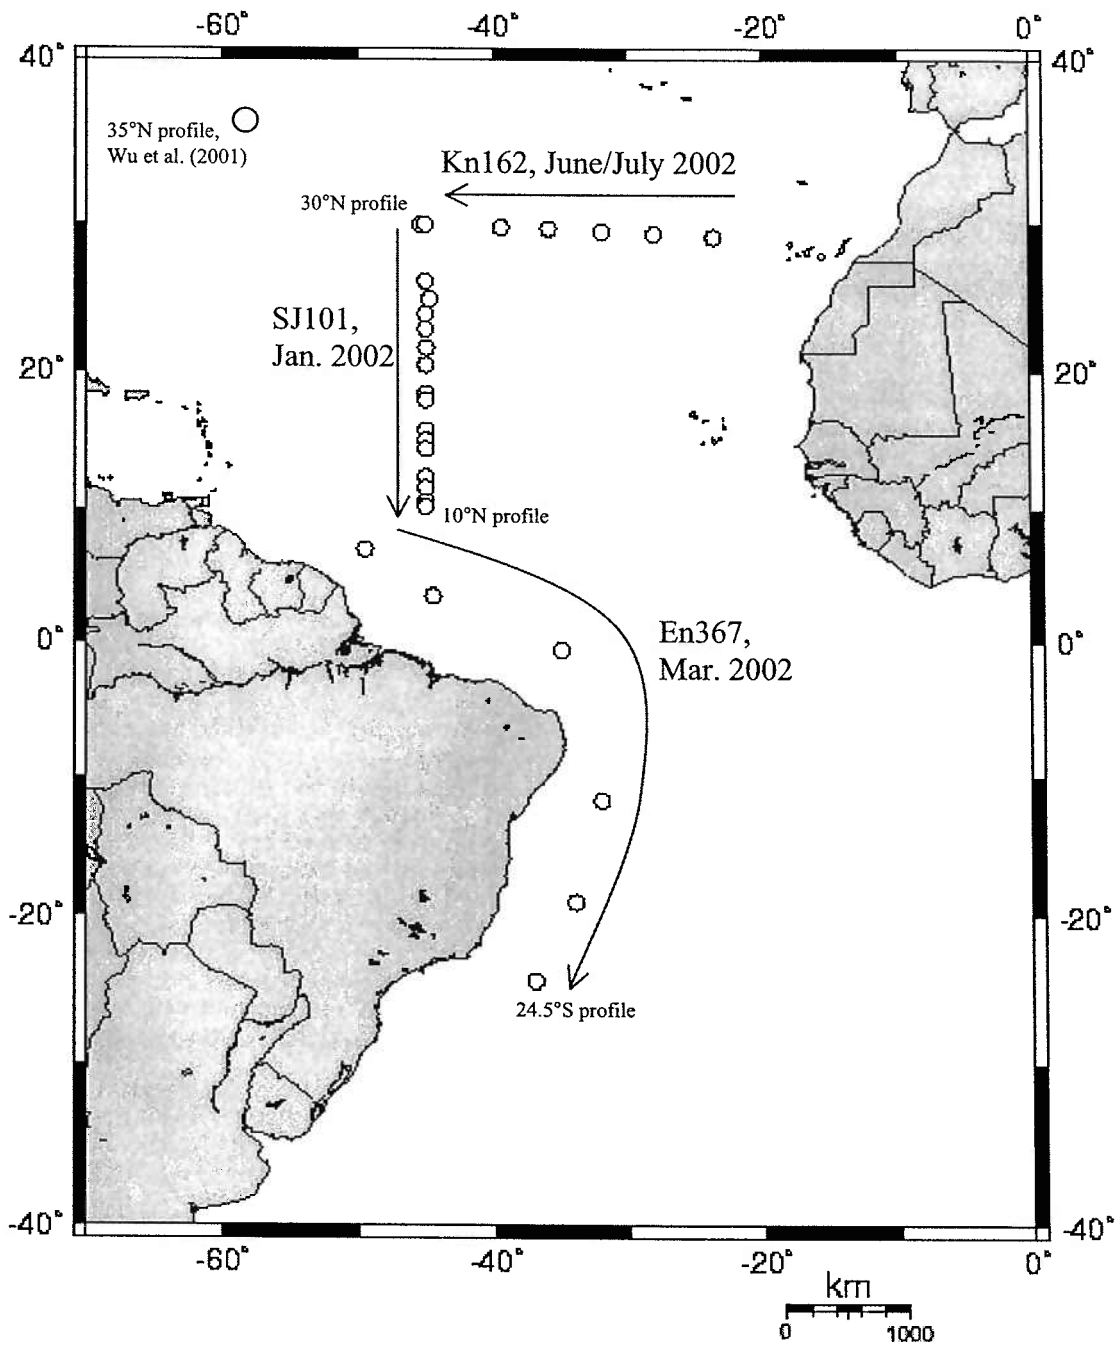 -60° -40° -20° 0°
40° 40°
35°N profile,
Wu et al. (2001)
Kn162, June/July 2002
30°N profile
SJ101,
Jan. 2002
20° 20°
10°N profile
En367,
Mar. 2002
0° 0°
-20° -20°
24.5°S profile
-40° -40°
-60° -40° -20° 0°
km
0 1000